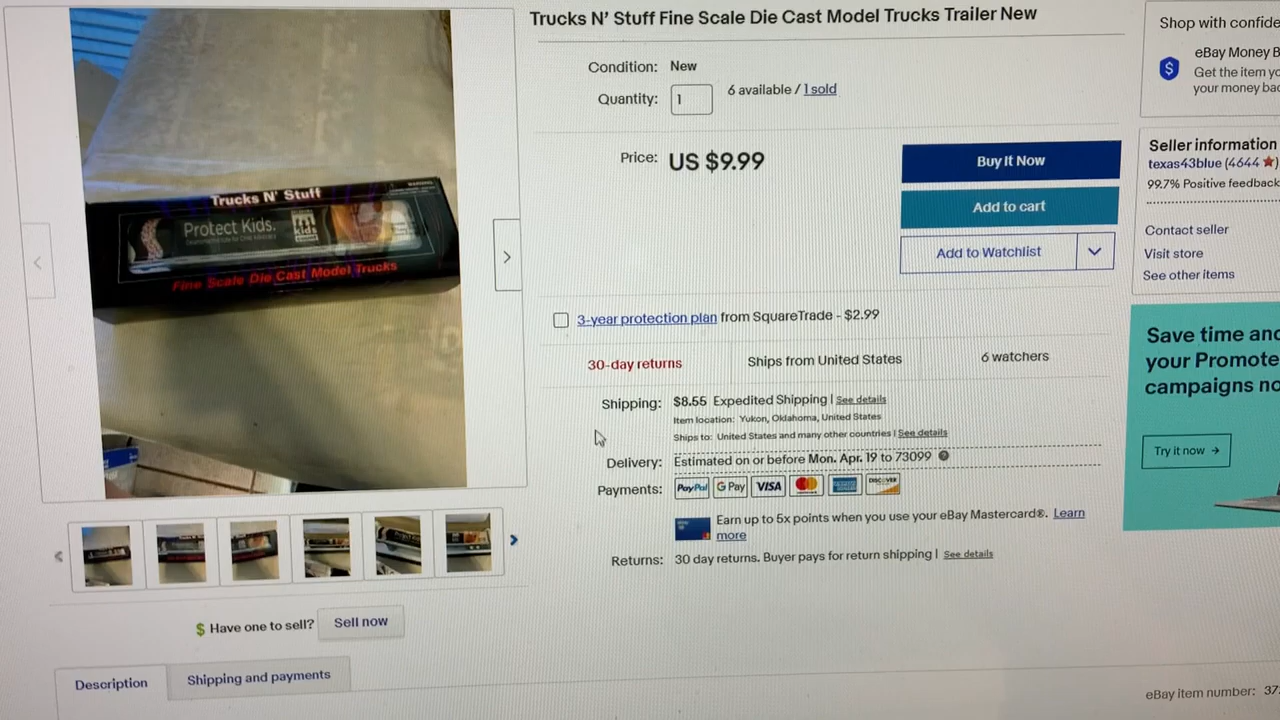 Trucks N' Stuff Fine Scale Die Cast Model Trucks Trailer New
Condition: New
Quantity: 1 6 available / 1 sold
Price: US $9.99
Buy It Now
Add to cart
Add to Watchlist
3-year protection plan from SquareTrade - $2.99
30-day returns Ships from United States 6 watchers
Shipping: $8.55 Expedited Shipping | See details
Item location: Yukon, Oklahoma, United States
Ships to: United States and many other countries | See details
Delivery: Estimated on or before Mon. Apr. 19 to 73099
Payments: PayPal G Pay VISA DISCOVER
Earn up to 5x points when you use your eBay Mastercard®. Learn
more
Returns: 30 day returns. Buyer pays for return shipping | See details
Trucks N' Stuff
Protect Kids.
kids
Fine Scale Die Cast Model Trucks
$ Have one to sell? Sell now
Description
Shipping and payments
Shop with confide
eBay Money B
Get the item yo
your money bac
Seller information
texas43blue (4644 )
99.7% Positive feedback
Contact seller
Visit store
See other items
Save time and
your Promote
campaigns no
Try it now →
eBay item number: 37